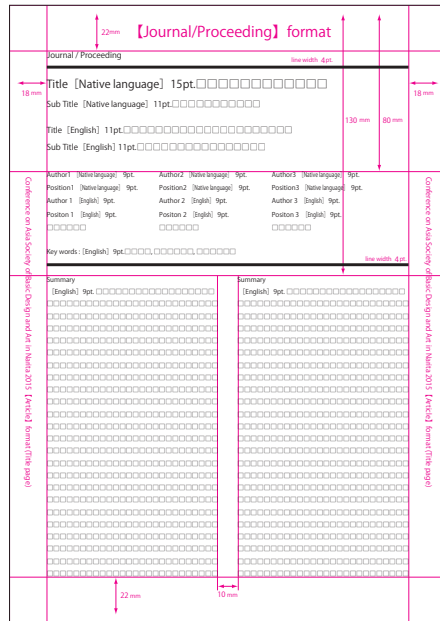 22mm 【Journal/Proceeding】format
Journal / Proceeding
line width 4pt.
18 mm
18 mm
Title［Native language］15pt.□□□□□□□□□□□□
Sub Title［Native language］11pt.□□□□□□□□□□□
130 mm 80 mm
Title［English］11pt.□□□□□□□□□□□□□□□□□□□□□
Sub Title［English］11pt.□□□□□□□□□□□□□□□□
Author1 ［Native language］ 9pt. Author2 ［Native language］ 9pt. Author3 ［Native language］ 9pt.
Position1 ［Native language］ 9pt. Position2 ［Native language］ 9pt. Position3 ［Native language］ 9pt.
Author 1 ［English］ 9pt. Author 2 ［English］ 9pt. Author 3 ［English］ 9pt.
Positon 1 ［English］ 9pt. Positon 2 ［English］ 9pt. Positon 3 ［English］ 9pt.
□□□□□□ □□□□□□ □□□□□□
Key words : ［English］ 9pt.□□□□, □□□□□□, □□□□□□
line width 4pt.
Conference on Asia Society of Basic Design and Art in Narita 2015 【Article】format (Title page)
Conference on Asia Society of Basic Design and Art in Narita 2015 【Article】format (Title page)
Summary
［English］ 9pt. □□□□□□□□□□□□□□□□□□
Summary
［English］ 9pt. □□□□□□□□□□□□□□□□□□
22 mm
10 mm